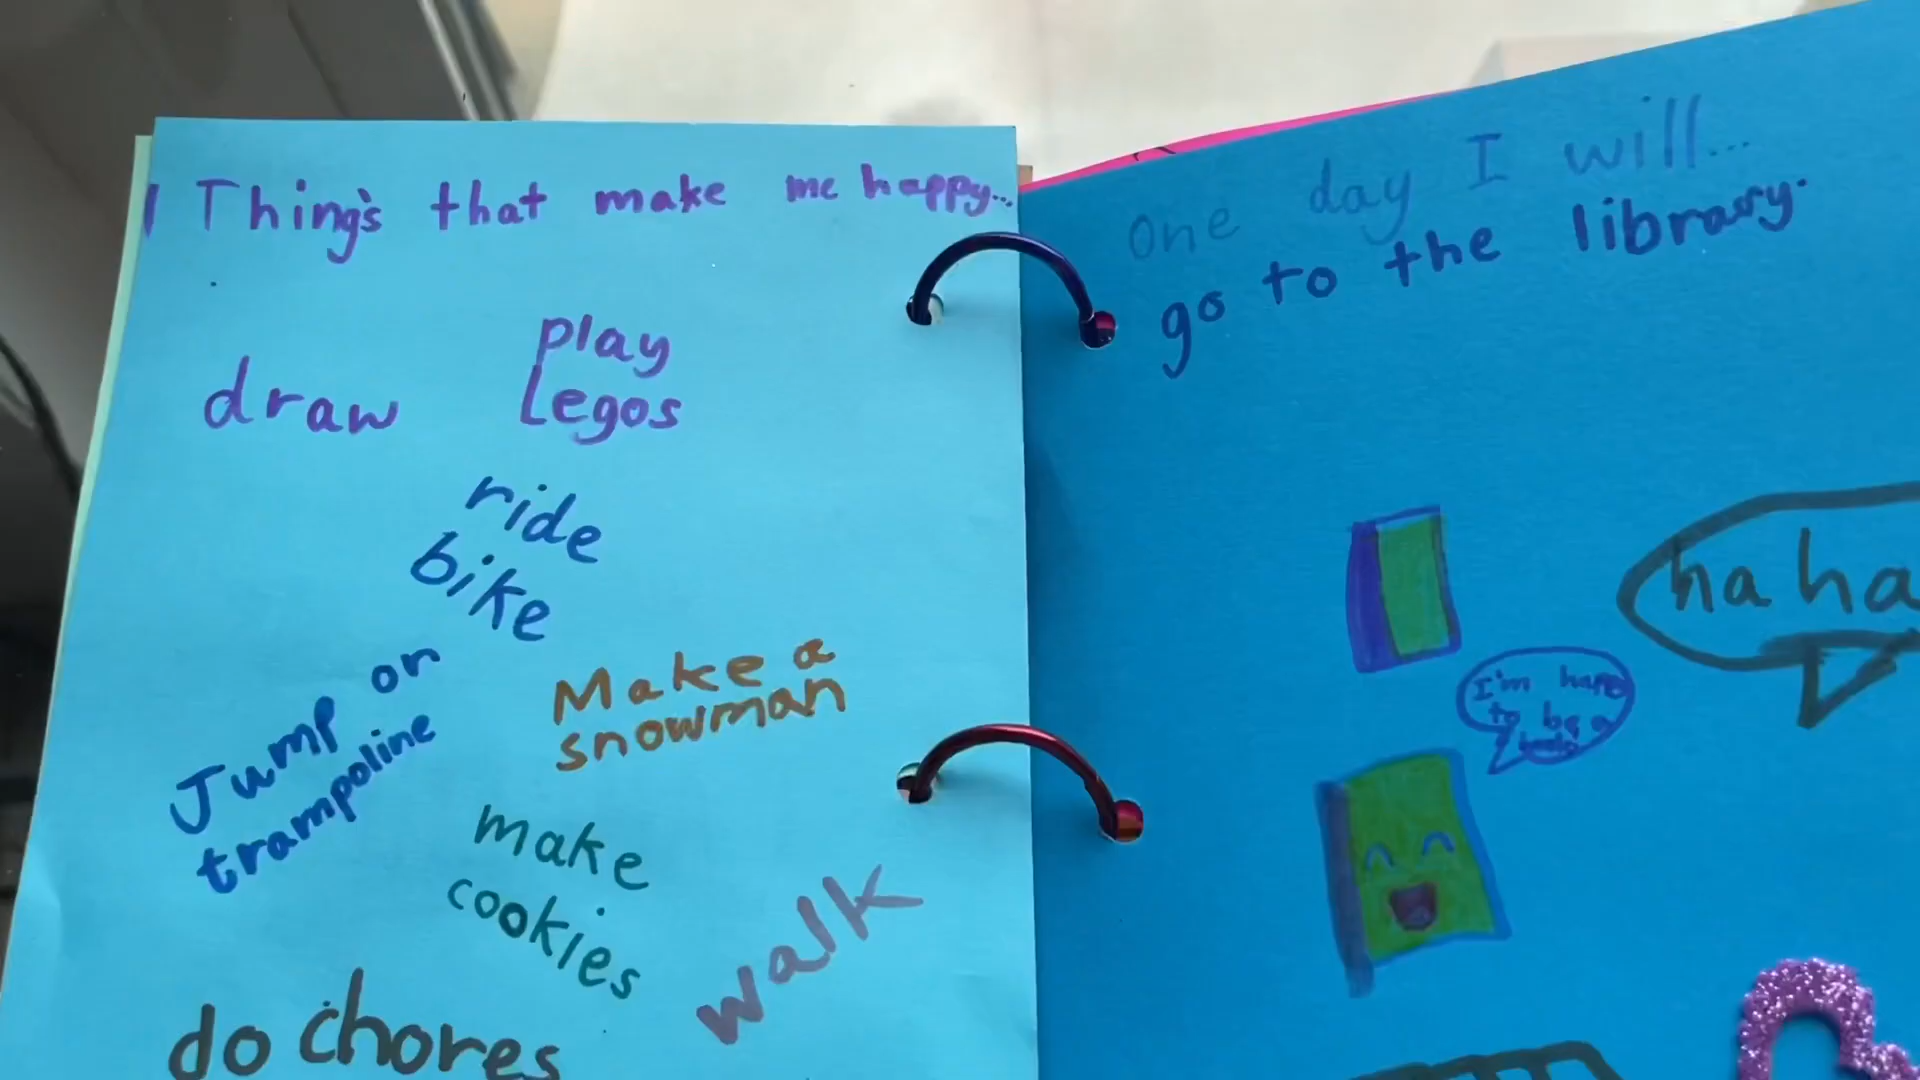 Thing's that make me happy...
draw
play
Legos
ride
bike
Jump on
trampoline
Make a
snowman
make
cookies
walk
do chores
One day I will...
go to the library.
ha ha
I'm happy
to be a